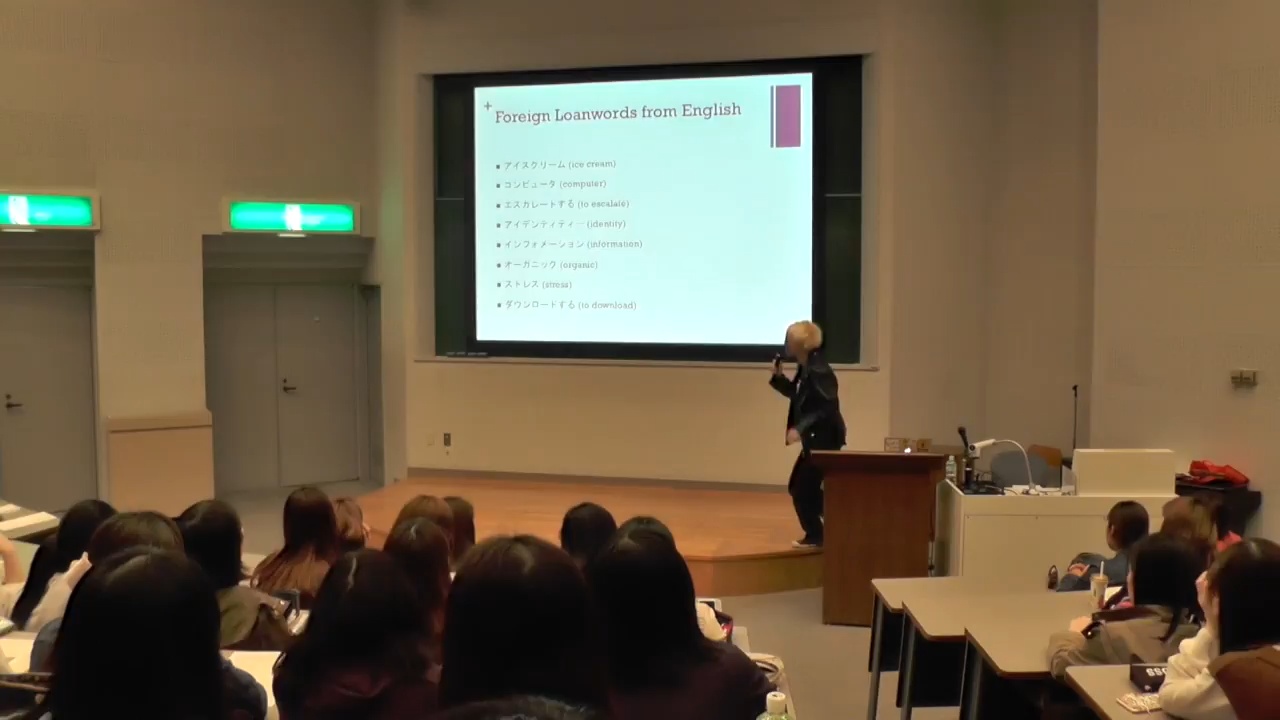 +
Foreign Loanwords from English
▪ アイスクリーム (ice cream)
▪ コンピュータ (computer)
▪ エスカレートする (to escalate)
▪ アイデンティティー (identity)
▪ インフォメーション (information)
▪ オーガニック (organic)
▪ ストレス (stress)
▪ ダウンロードする (to download)